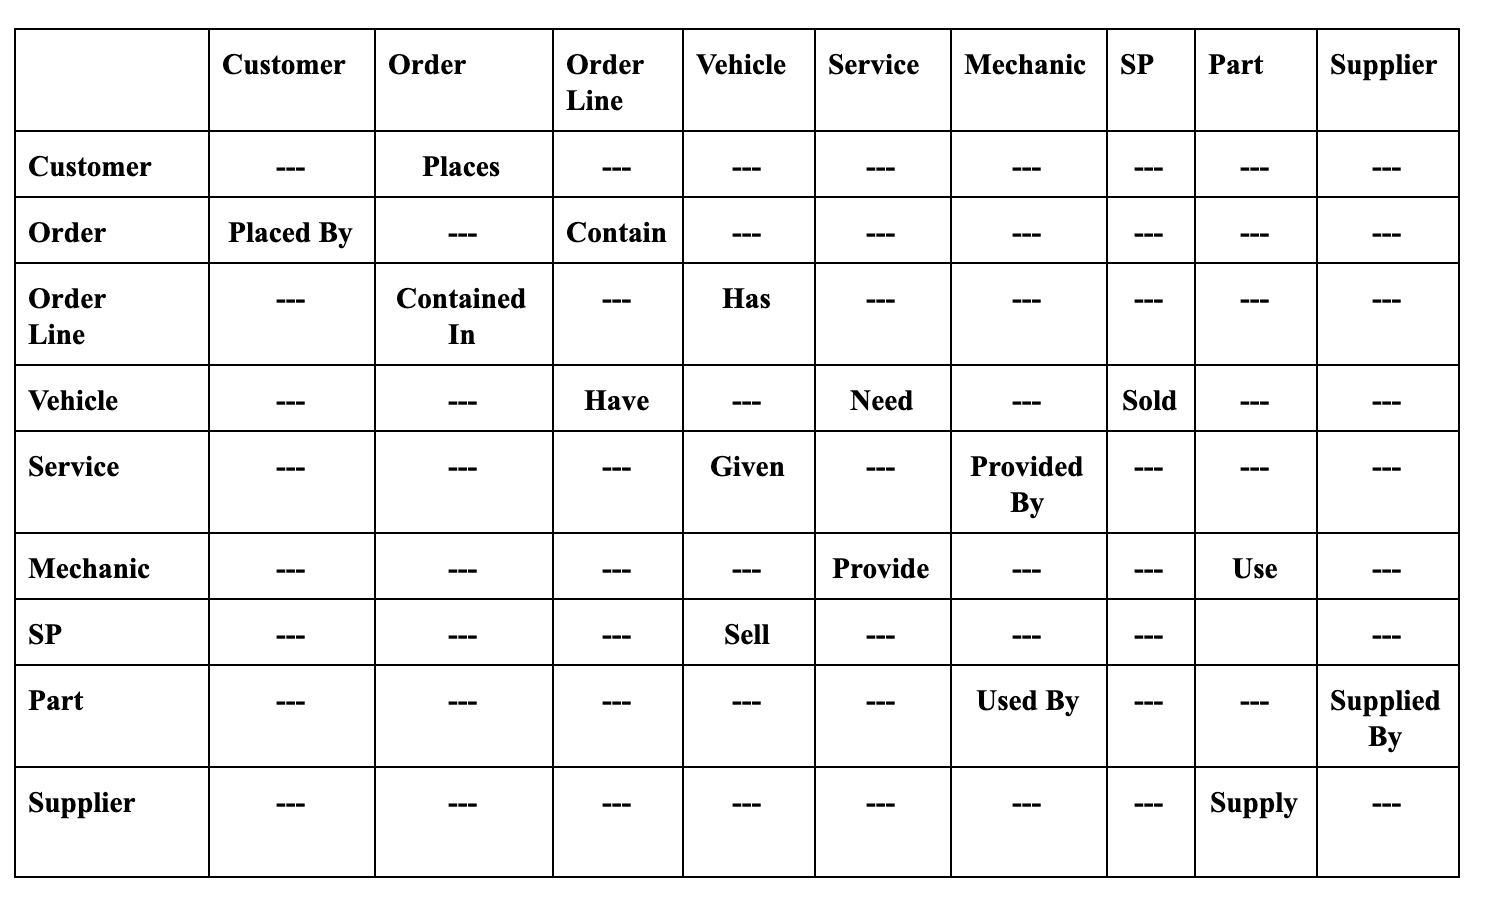 Customer Order Order Line Vehicle Service Mechanic SP Part Supplier
Customer --- Places --- --- --- --- --- --- ---
Order Placed By --- Contain --- --- --- --- --- ---
Order Line --- Contained In --- Has --- --- --- --- ---
Vehicle --- --- Have --- Need --- Sold --- ---
Service --- --- --- Given --- Provided By --- --- ---
Mechanic --- --- --- --- Provide --- --- Use ---
SP --- --- --- Sell --- --- --- ---
Part --- --- --- --- --- Used By --- --- Supplied By
Supplier --- --- --- --- --- --- --- Supply ---